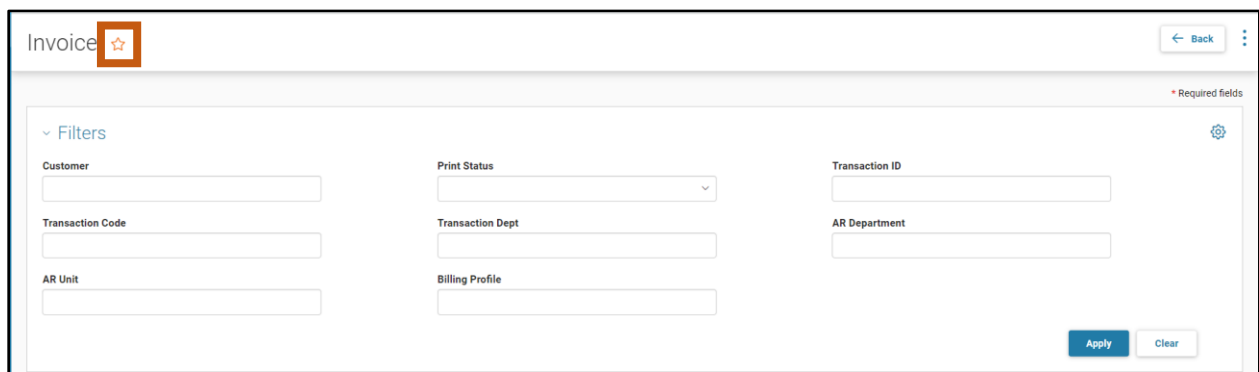 Invoice
Back
* Required fields
Filters
Customer Print Status Transaction ID
Transaction Code Transaction Dept AR Department
AR Unit Billing Profile
Apply Clear